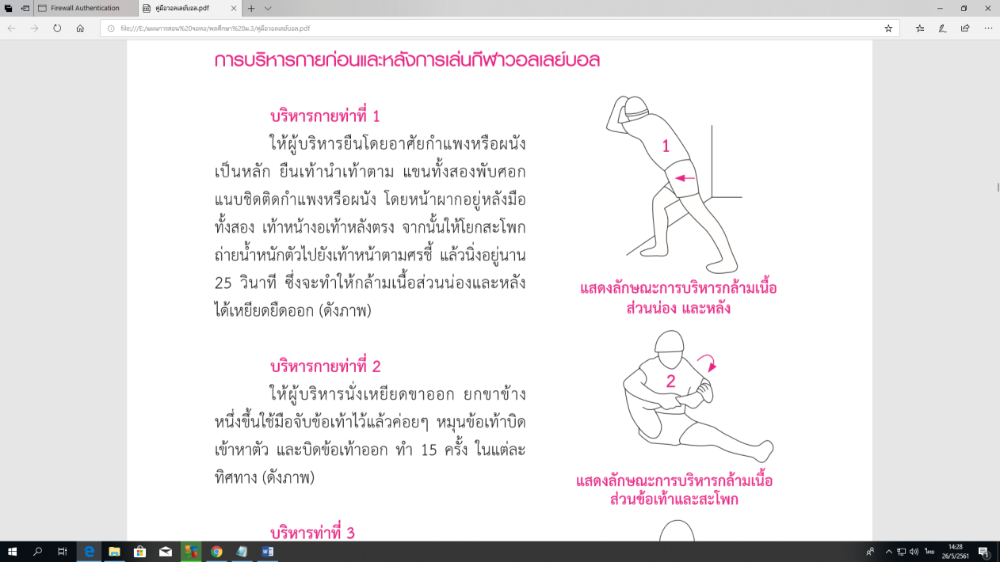 Firewall Authentication
คู่มือวอลเลย์บอล.pdf
file:///E:/แผนการสอน%20จอหอ/พลศึกษา%20ม.3/คู่มือวอลเลย์บอล.pdf
การบริหารกายก่อนและหลังการเล่นกีฬาวอลเลย์บอล
บริหารกายท่าที่ 1
ให้ผู้บริหารยืนโดยอาศัยกำแพงหรือผนัง
เป็นหลัก ยืนเท้านำเท้าตาม แขนทั้งสองพับศอก
แนบชิดติดกำแพงหรือผนัง โดยหน้าผากอยู่หลังมือ
ทั้งสอง เท้าหน้างอเท้าหลังตรง จากนั้นให้โยกสะโพก
ถ่ายน้ำหนักตัวไปยังเท้าหน้าตามศรชี้ แล้วนิ่งอยู่นาน
25 วินาที ซึ่งจะทำให้กล้ามเนื้อส่วนน่องและหลัง
ได้เหยียดยืดออก (ดังภาพ)
1
แสดงลักษณะการบริหารกล้ามเนื้อ
ส่วนน่อง และหลัง
บริหารกายท่าที่ 2
ให้ผู้บริหารนั่งเหยียดขาออก ยกขาข้าง
หนึ่งขึ้นใช้มือจับข้อเท้าไว้แล้วค่อยๆ หมุนข้อเท้าบิด
เข้าหาตัว และบิดข้อเท้าออก ทำ 15 ครั้ง ในแต่ละ
ทิศทาง (ดังภาพ)
2
แสดงลักษณะการบริหารกล้ามเนื้อ
ส่วนข้อเท้าและสะโพก
บริหารท่าที่ 3
ไทย
14:28
26/5/2561
1